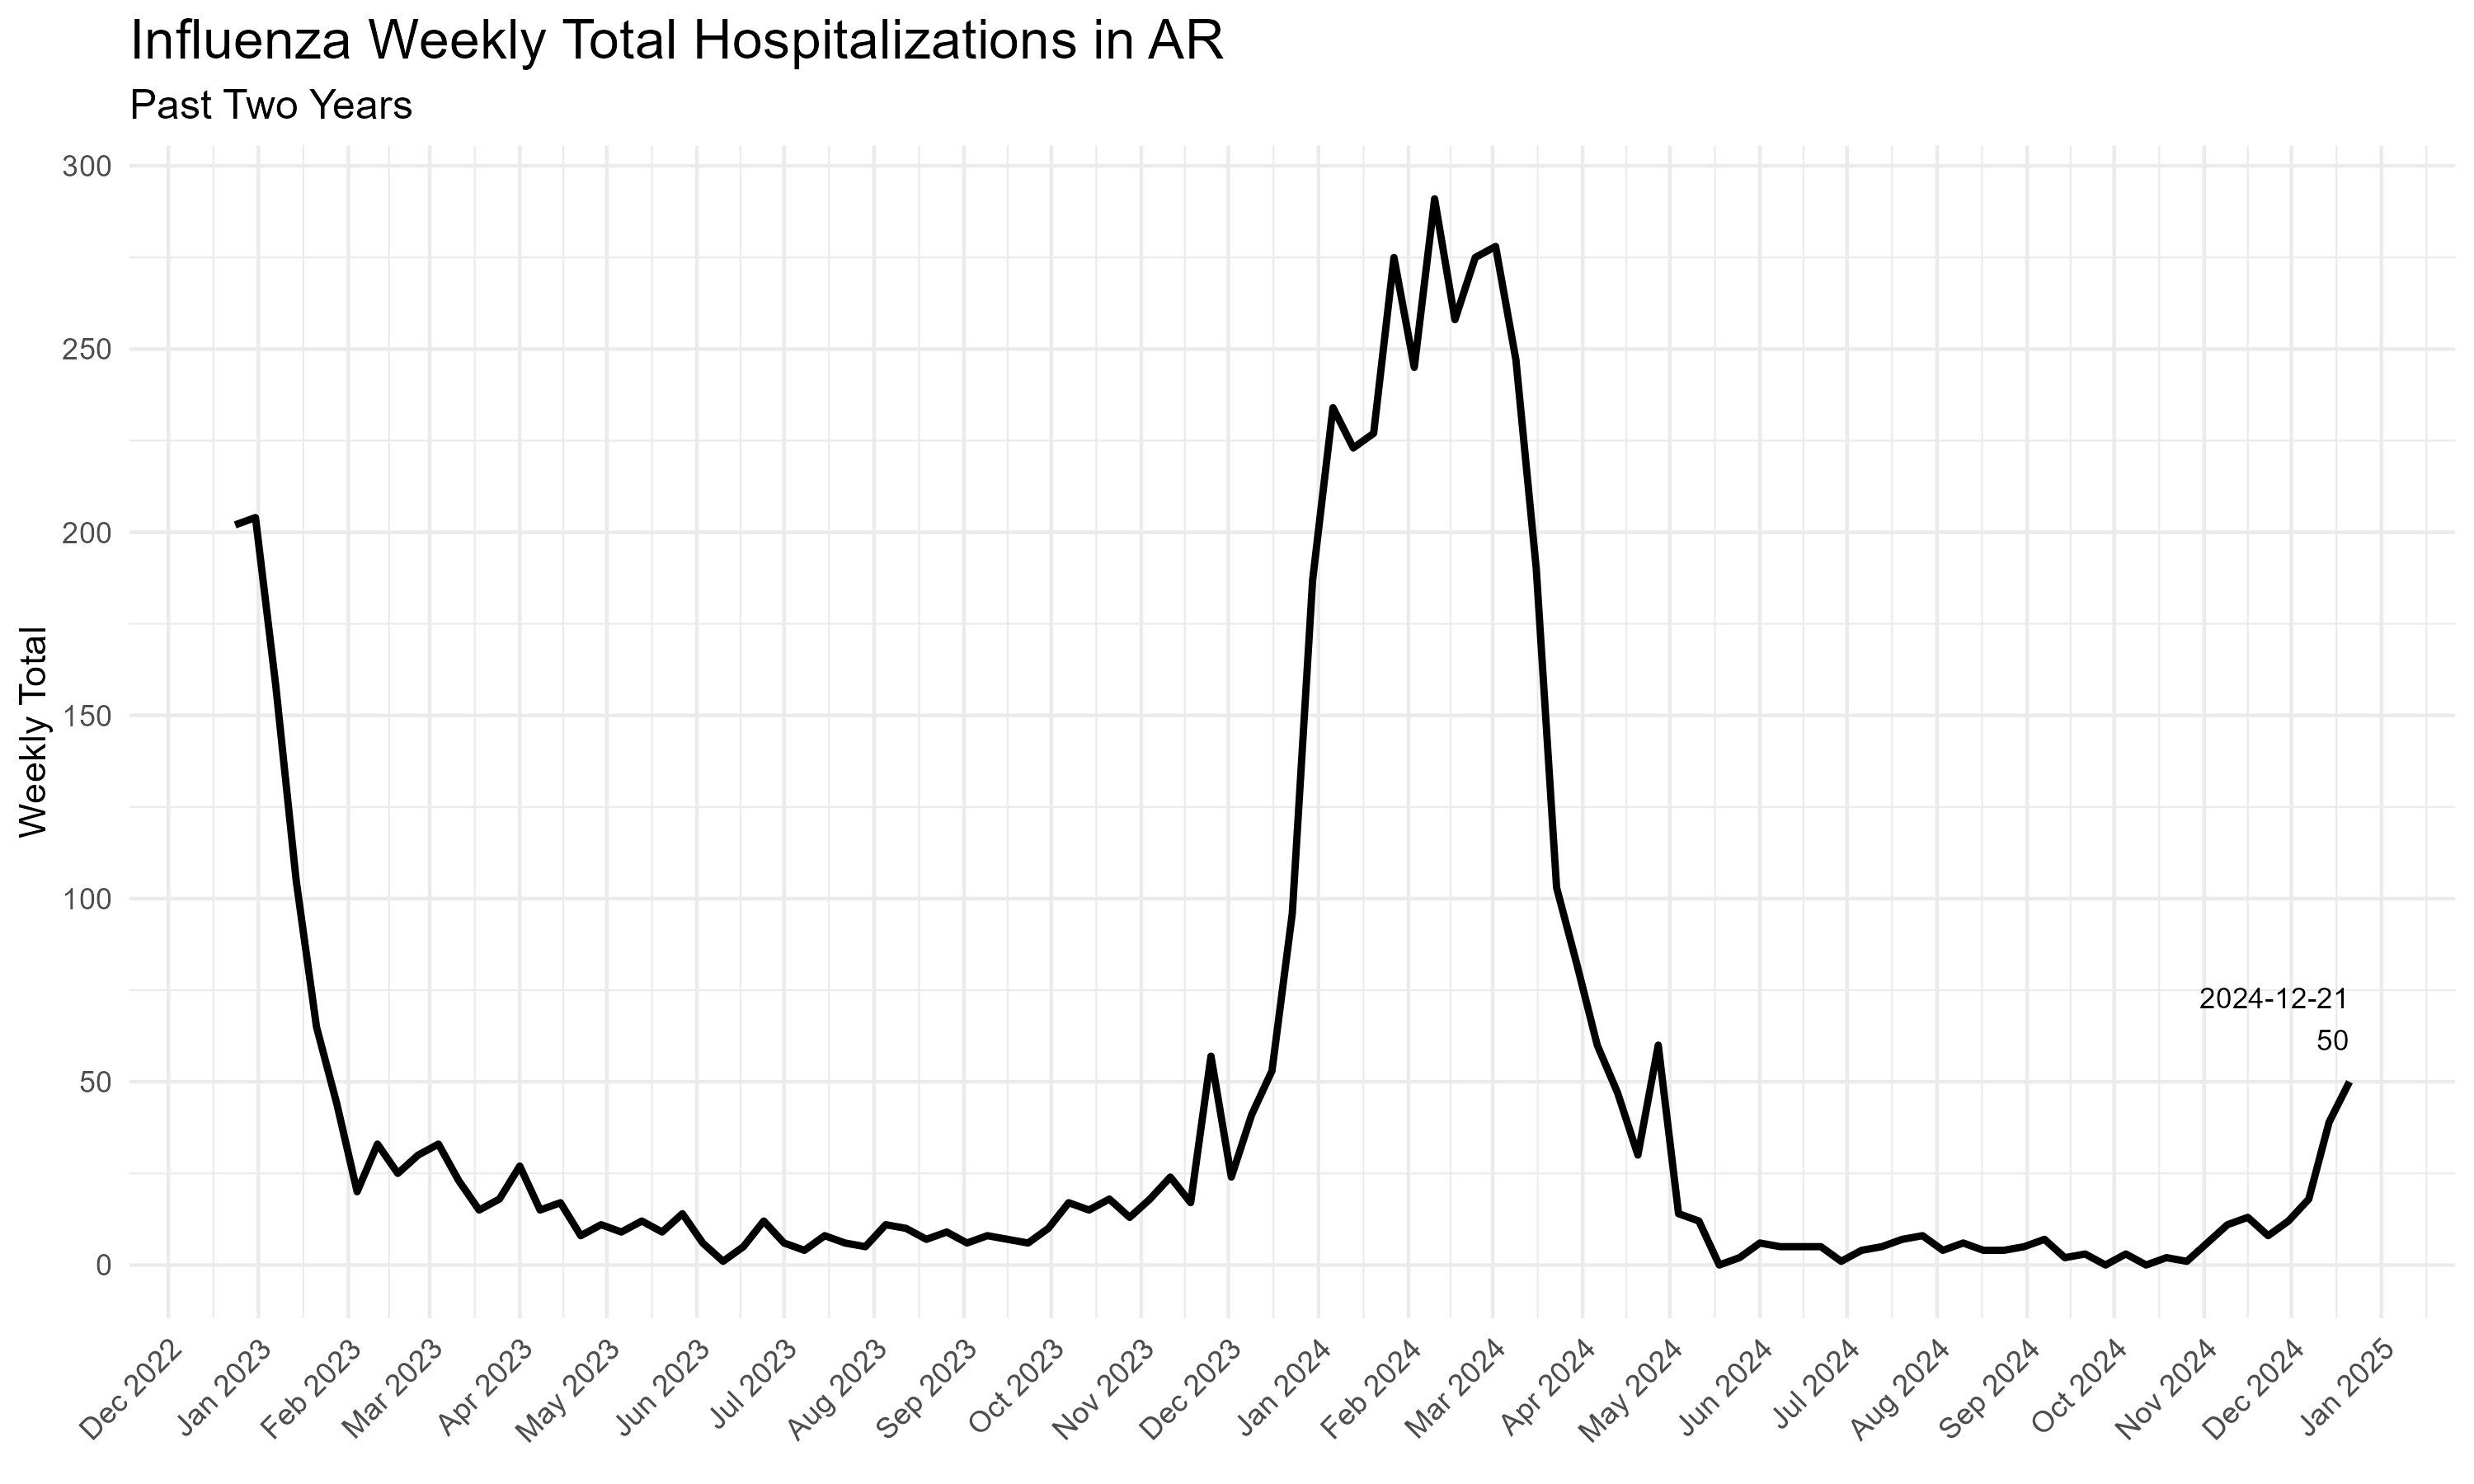 Influenza Weekly Total Hospitalizations in AR
Past Two Years
Weekly Total
300
250
200
150
100
50
0
2024-12-21
50
Dec 2022
Jan 2023
Feb 2023
Mar 2023
Apr 2023
May 2023
Jun 2023
Jul 2023
Aug 2023
Sep 2023
Oct 2023
Nov 2023
Dec 2023
Jan 2024
Feb 2024
Mar 2024
Apr 2024
May 2024
Jun 2024
Jul 2024
Aug 2024
Sep 2024
Oct 2024
Nov 2024
Dec 2024
Jan 2025